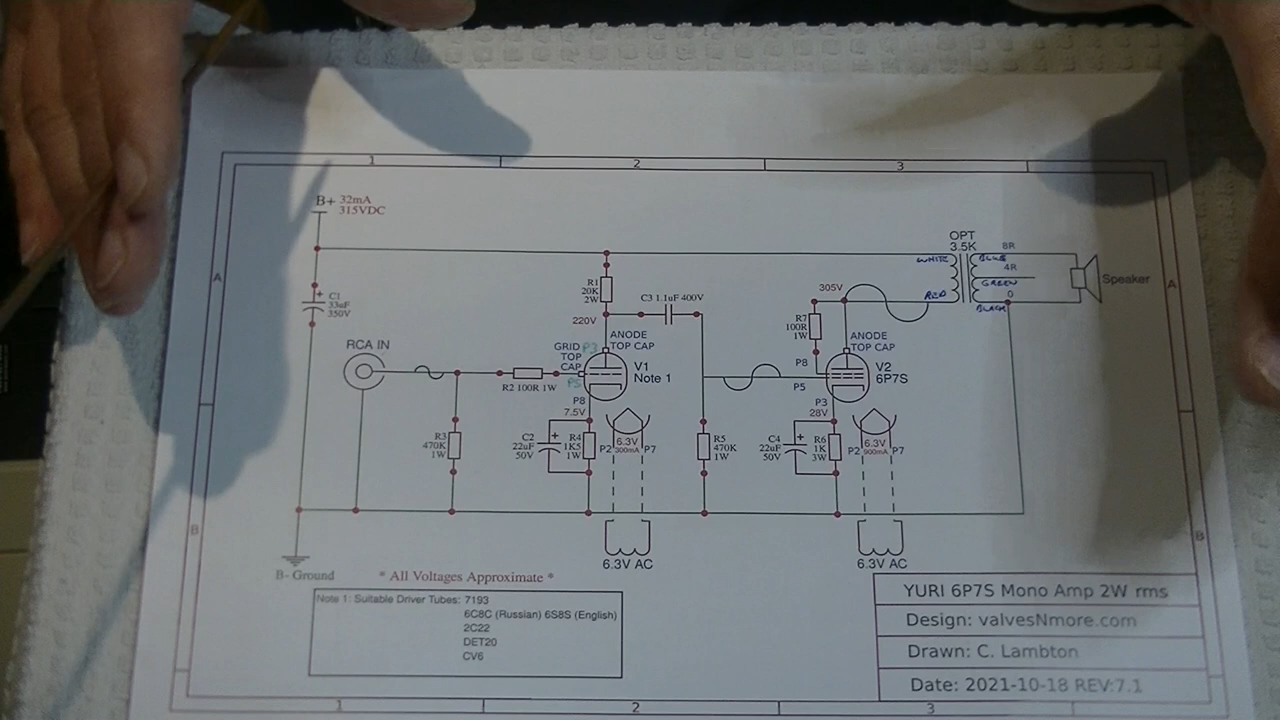 1
2
3
B+ 32mA
315VDC
OPT
3.5K
WHITE
RED
8R
BLUE
4R
GREEN
0
BLACK
Speaker
A
A
C1
33uF
350V
R1
20K
2W
C3 1.1uF 400V
220V
305V
RCA IN
GRID P3
TOP
CAP
P5
ANODE
TOP CAP
V1
Note 1
R7
100R
1W
P8
P5
ANODE
TOP CAP
V2
6P7S
R2 100R 1W
P8
7.5V
P3
28V
R3
470K
1W
C2
22uF
50V
R4
1K5
1W
P2
6.3V
300mA
P7
R5
470K
1W
C4
22uF
50V
R6
1K
3W
P2
6.3V
900mA
P7
B
B
6.3V AC
6.3V AC
B- Ground
* All Voltages Approximate *
Note 1: Suitable Driver Tubes: 7193
6C8C (Russian) 6S8S (English)
2C22
DET20
CV6
YURI 6P7S Mono Amp 2W rms
Design: valvesNmore.com
Drawn: C. Lambton
Date: 2021-10-18 REV:7.1
1
2
3